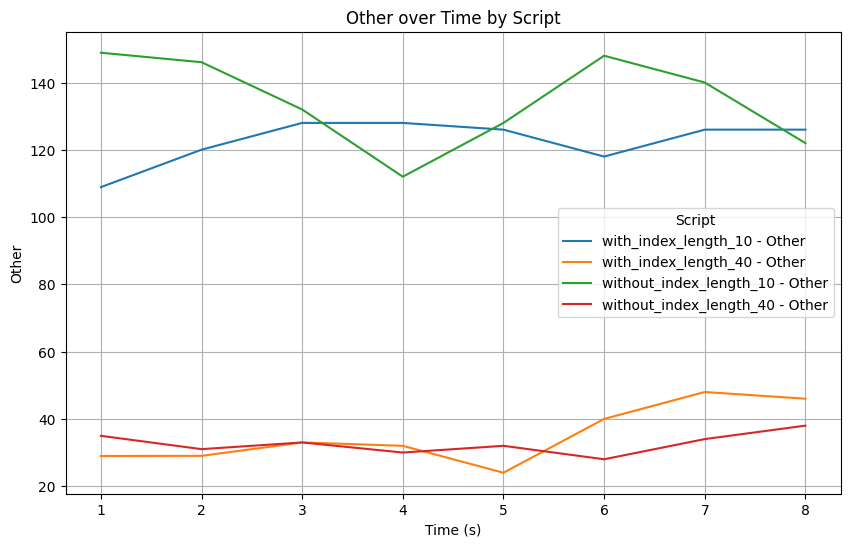 Other over Time by Script
Other
140
120
100
80
60
40
20
Script
with_index_length_10 - Other
with_index_length_40 - Other
without_index_length_10 - Other
without_index_length_40 - Other
1 2 3 4 5 6 7 8
Time (s)